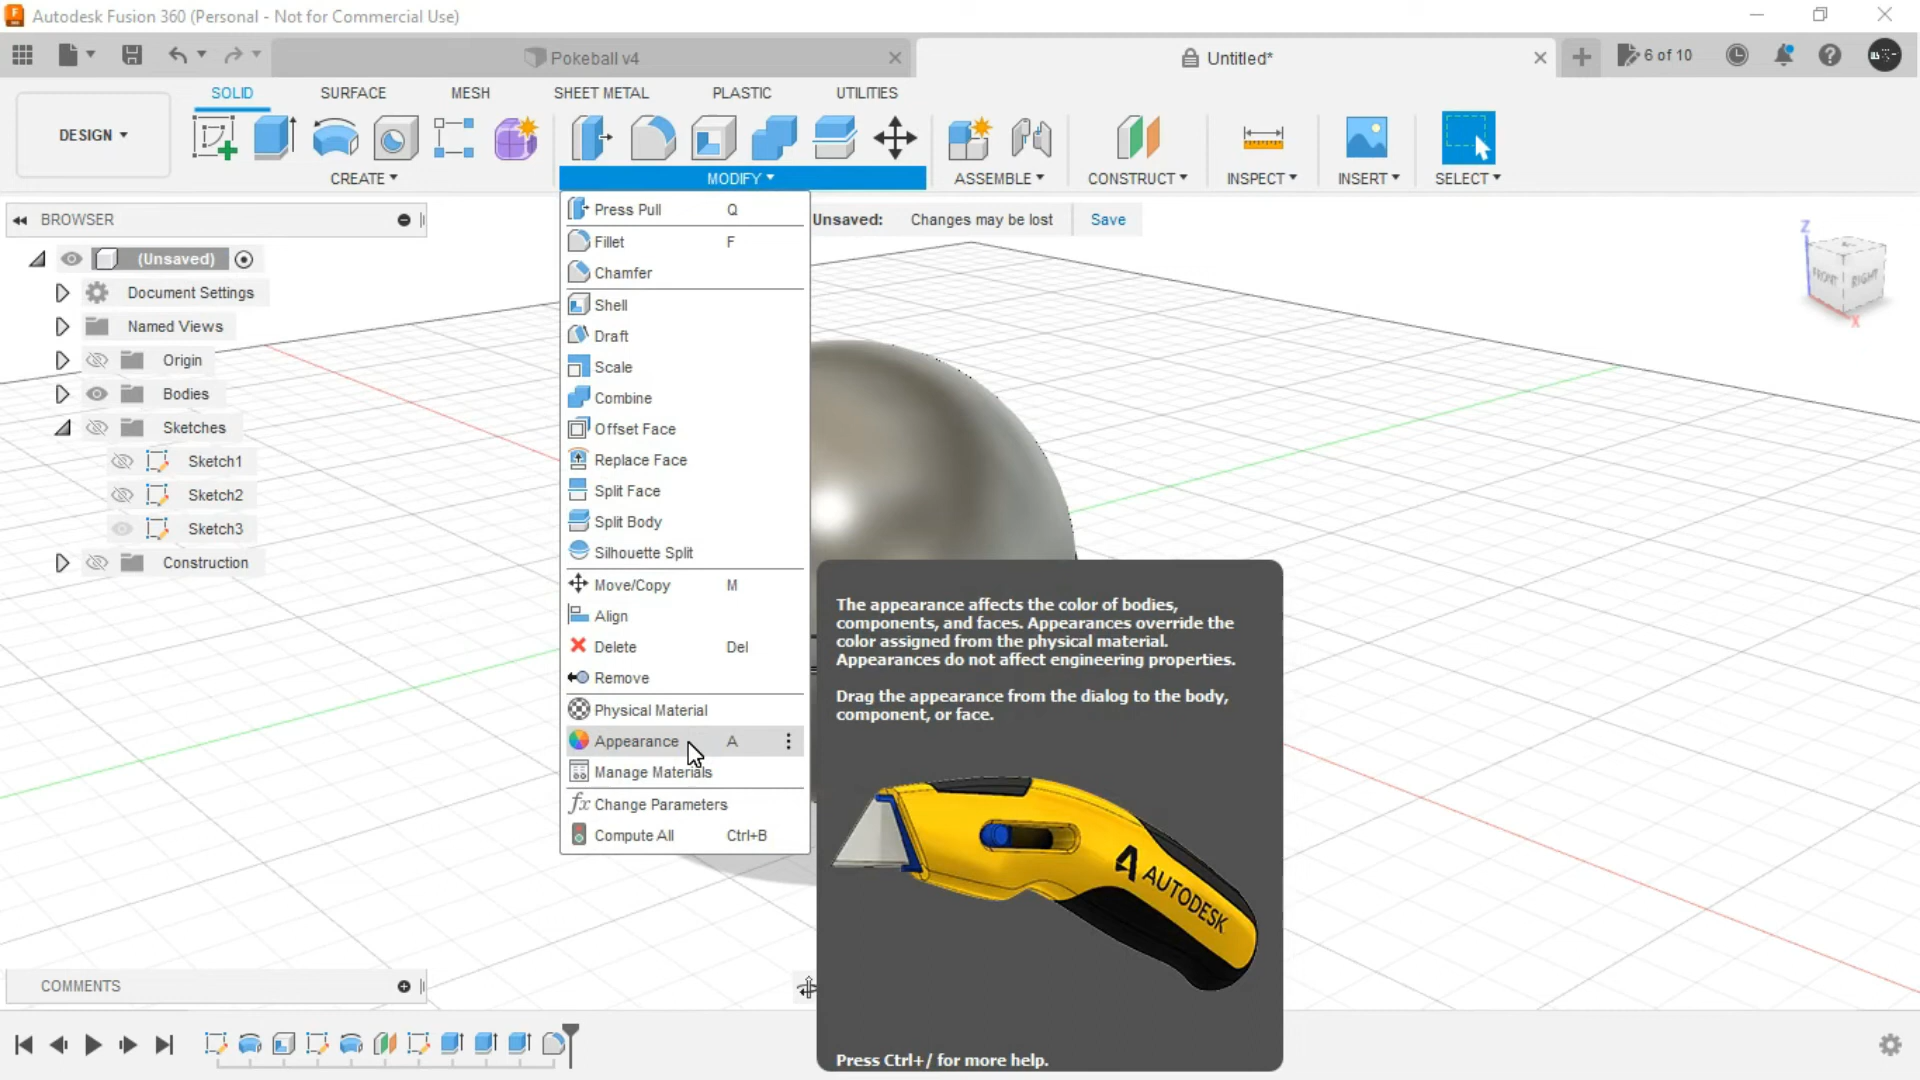 Autodesk Fusion 360 (Personal - Not for Commercial Use)
Pokeball v4
Untitled*
6 of 10
DESIGN
SOLID
SURFACE
MESH
SHEET METAL
PLASTIC
UTILITIES
CREATE
MODIFY
ASSEMBLE
CONSTRUCT
INSPECT
INSERT
SELECT
BROWSER
(Unsaved)
Document Settings
Named Views
Origin
Bodies
Sketches
Sketch1
Sketch2
Sketch3
Construction
Press Pull Q
Fillet F
Chamfer
Shell
Draft
Scale
Combine
Offset Face
Replace Face
Split Face
Split Body
Silhouette Split
Move/Copy M
Align
Delete Del
Remove
Physical Material
Appearance A
Manage Materials
fx Change Parameters
Compute All Ctrl+B
Unsaved: Changes may be lost Save
Z
FRONT
RIGHT
X
The appearance affects the color of bodies,
components, and faces. Appearances override the
color assigned from the physical material.
Appearances do not affect engineering properties.
Drag the appearance from the dialog to the body,
component, or face.
AUTODESK
Press Ctrl+/ for more help.
COMMENTS